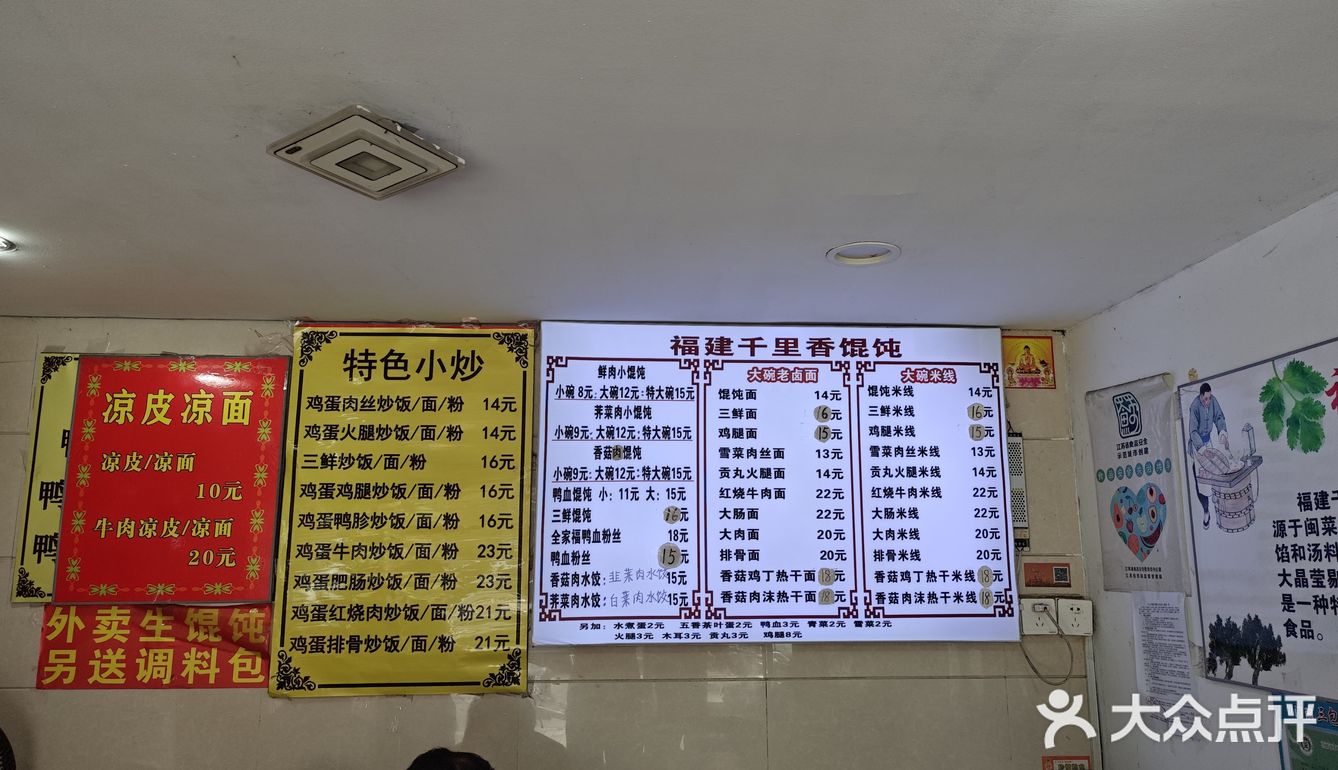 鸭
鸭
鸭
凉皮凉面
凉皮/凉面
10元
牛肉凉皮/凉面
20元
外卖生馄饨
另送调料包
特色小炒
鸡蛋肉丝炒饭/面/粉 14元
鸡蛋火腿炒饭/面/粉 14元
三鲜炒饭/面/粉 16元
鸡蛋鸡腿炒饭/面/粉 16元
鸡蛋鸭胗炒饭/面/粉 16元
鸡蛋牛肉炒饭/面/粉 23元
鸡蛋肥肠炒饭/面/粉 23元
鸡蛋红烧肉炒饭/面/粉 21元
鸡蛋排骨炒饭/面/粉 21元
福建千里香馄饨
鲜肉小馄饨
小碗 8元: 大碗12元: 特大碗15元
荠菜肉小馄饨
小碗9元: 大碗12元: 特大碗15元
香菇肉馄饨
小碗9元: 大碗12元: 特大碗15元
鸭血馄饨 小: 11元 大: 15元
三鲜馄饨 16元
全家福鸭血粉丝 18元
鸭血粉丝 15元
香菇肉水饺: 韭菜肉水饺 15元
荠菜肉水饺: 白菜肉水饺 15元
大碗老卤面
馄饨面 14元
三鲜面 16元
鸡腿面 15元
雪菜肉丝面 13元
贡丸火腿面 14元
红烧牛肉面 22元
大肠面 22元
大肉面 20元
排骨面 20元
香菇鸡丁热干面 18元
香菇肉沫热干面 18元
大碗米线
馄饨米线 14元
三鲜米线 16元
鸡腿米线 15元
雪菜肉丝米线 13元
贡丸火腿米线 14元
红烧牛肉米线 22元
大肠米线 22元
大肉米线 20元
排骨米线 20元
香菇鸡丁热干米线 18元
香菇肉沫热干米线 18元
另加: 水煮蛋2元 五香茶叶蛋2元 鸭血3元 青菜2元 雪菜2元
火腿3元 木耳3元 贡丸3元 鸡腿8元
江苏省食品安全
示范城市创建
福建千
源于闽菜
馅和汤料
大晶莹剔
是一种特
食品。
大众点评